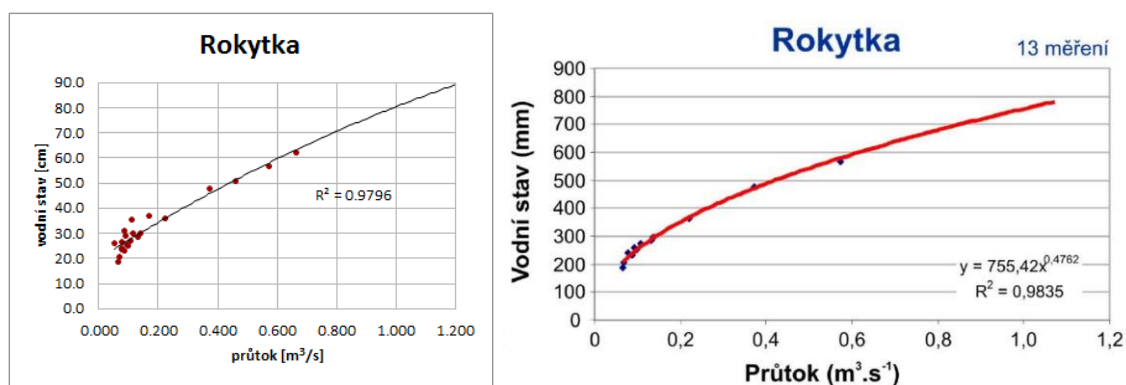 Rokytka
vodní stav [cm]
90.0
80.0
70.0
60.0
50.0
40.0
30.0
20.0
10.0
0.0
R² = 0.9796
0.000 0.200 0.400 0.600 0.800 1.000 1.200
průtok [m³/s]
Rokytka
13 měření
Vodní stav (mm)
900
800
700
600
500
400
300
200
100
0
y = 755,42x^0,4762
R² = 0,9835
0 0,2 0,4 0,6 0,8 1 1,2
Průtok (m³.s⁻¹)